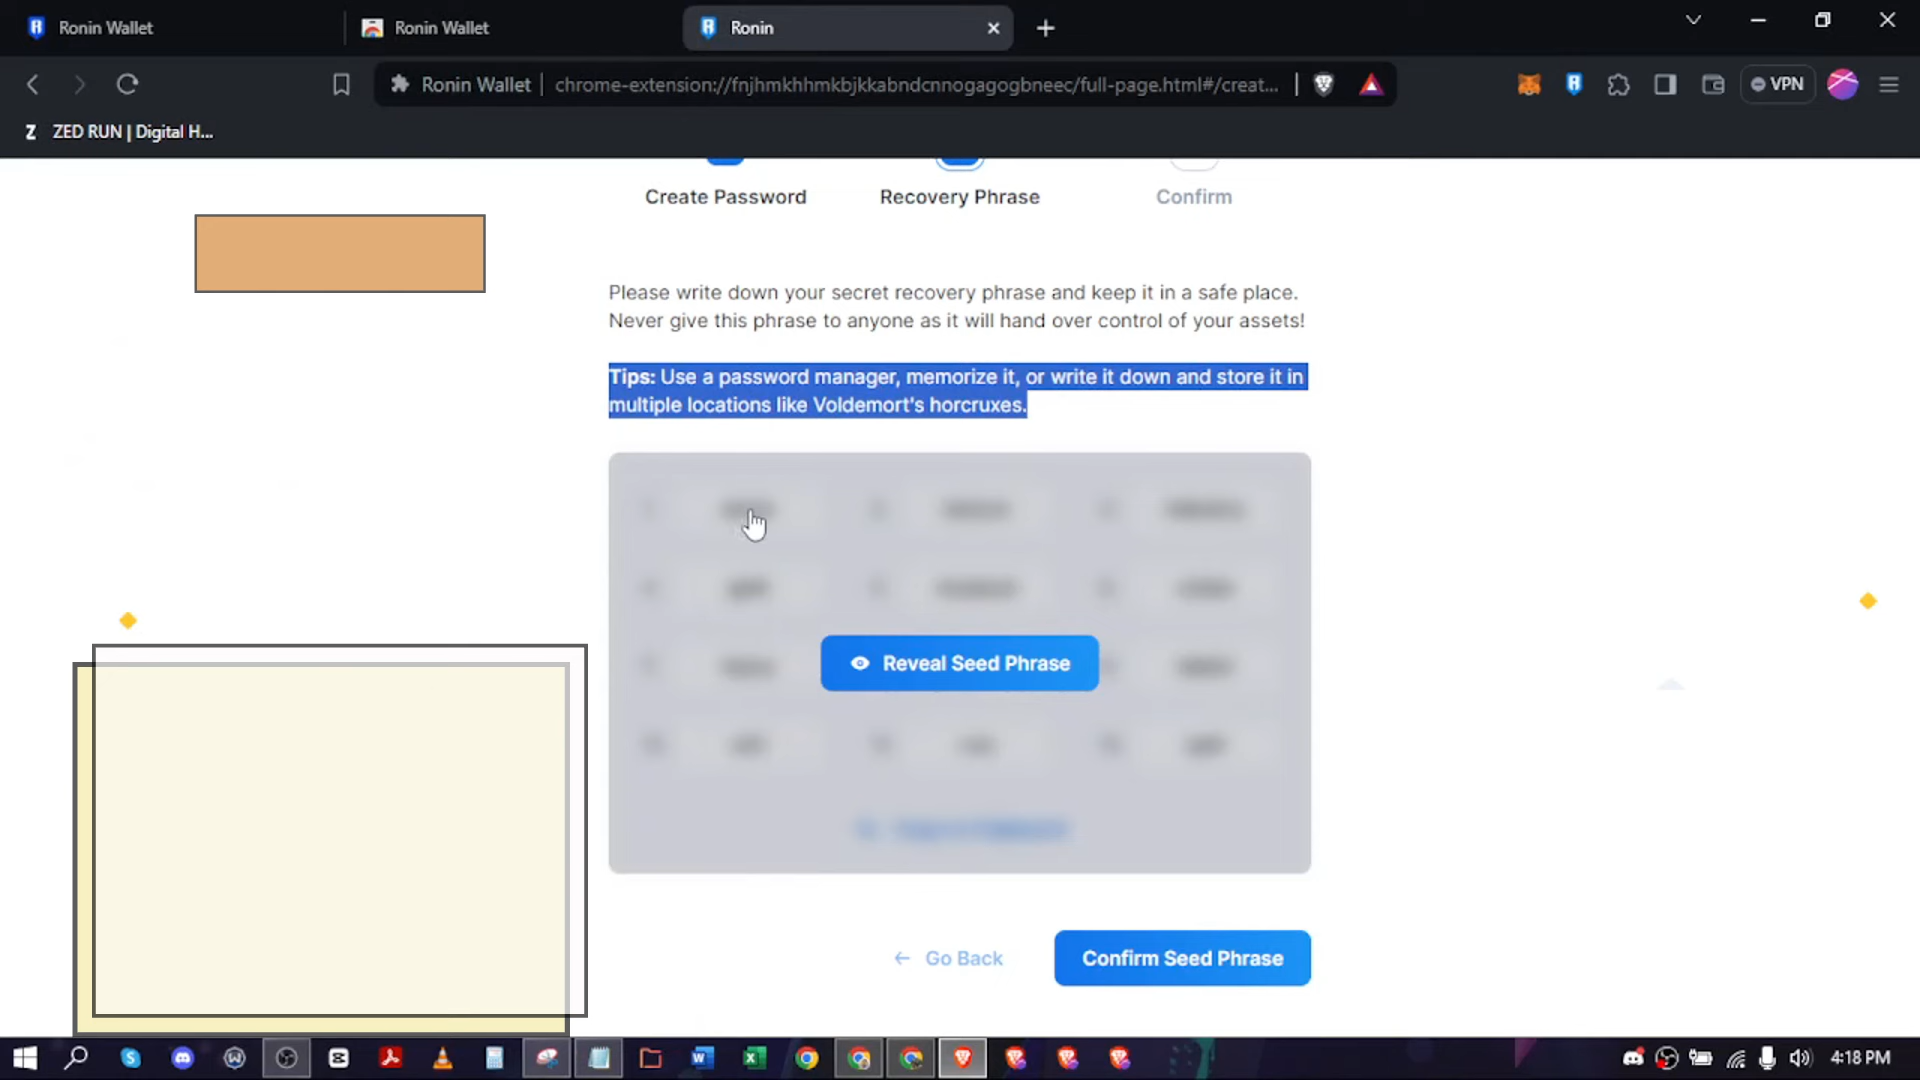 Ronin Wallet
Ronin Wallet
Ronin
Ronin Wallet
chrome-extension://fnjhmkhhmkbjkkabndcnnogagogbneec/full-page.html#/creat...
VPN
Z ZED RUN | Digital H...
Create Password
Recovery Phrase
Confirm
Please write down your secret recovery phrase and keep it in a safe place.
Never give this phrase to anyone as it will hand over control of your assets!
Tips: Use a password manager, memorize it, or write it down and store it in
multiple locations like Voldemort's horcruxes.
Reveal Seed Phrase
Go Back
Confirm Seed Phrase
4:18 PM